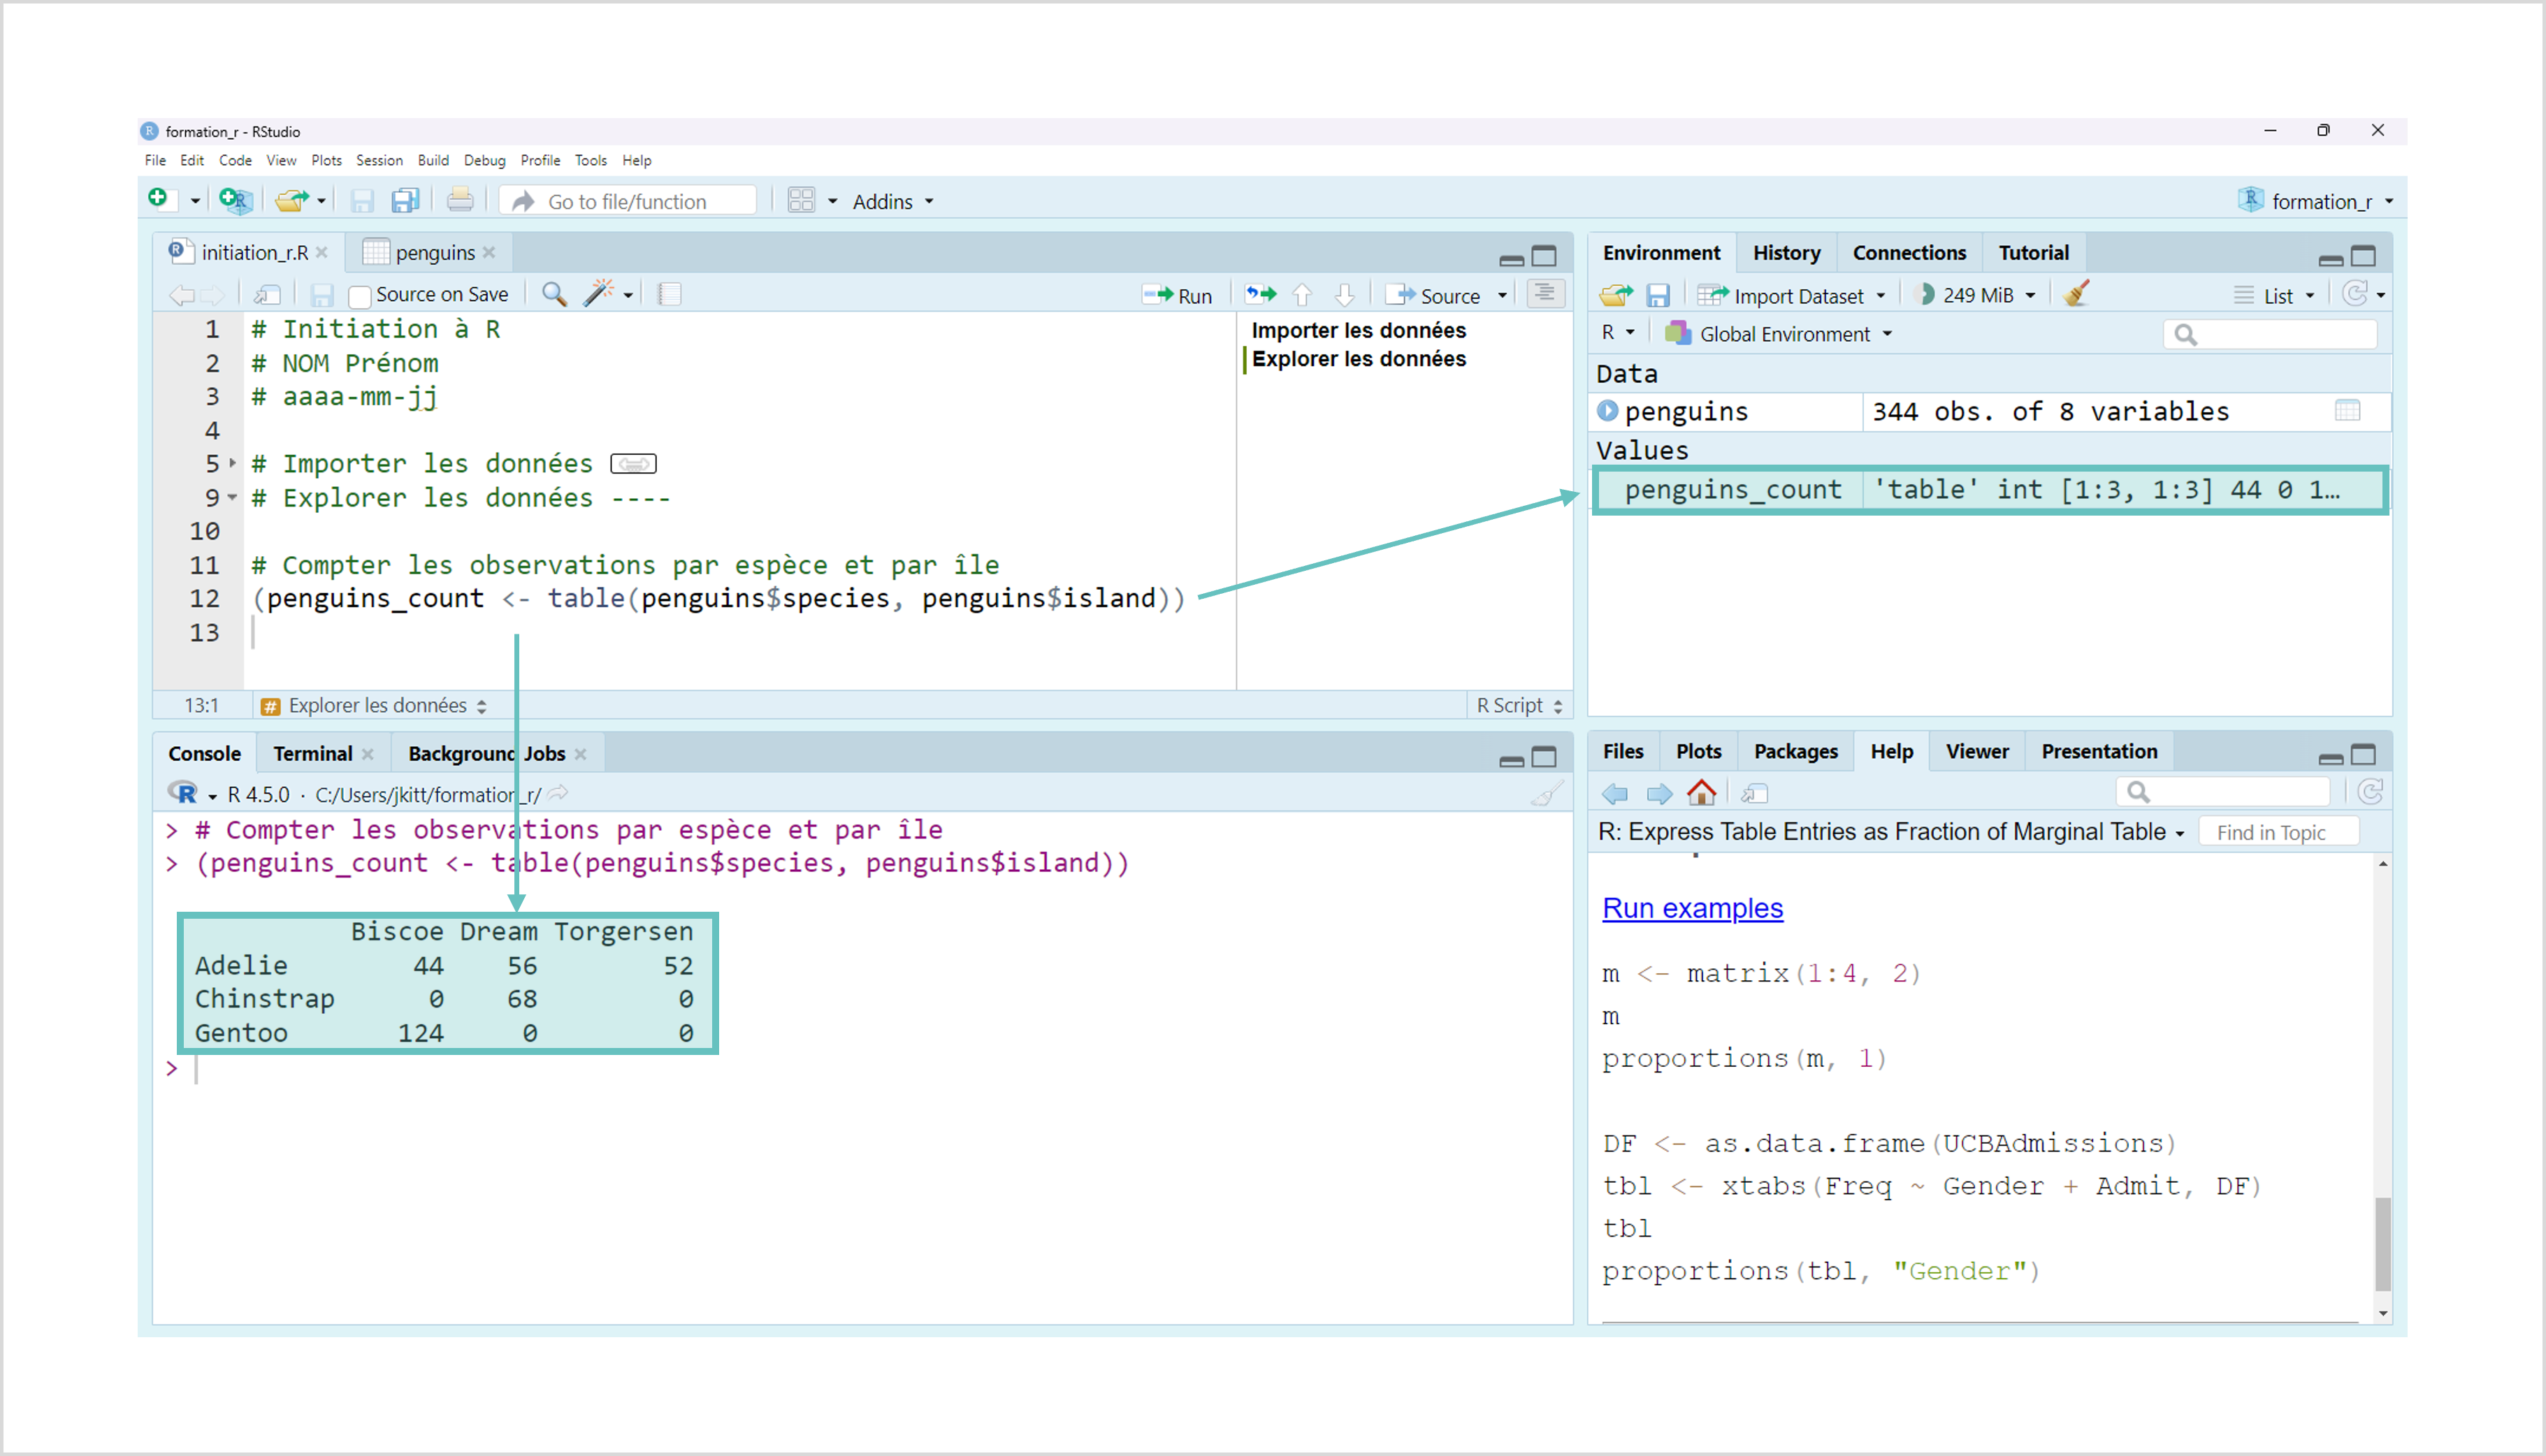 formation_r - RStudio
File Edit Code View Plots Session Build Debug Profile Tools Help
Go to file/function Addins formation_r
initiation_r.R penguins
Source on Save Run Source
1 # Initiation à R
2 # NOM Prénom
3 # aaaa-mm-jj
4
5 # Importer les données
9 # Explorer les données ----
10
11 # Compter les observations par espèce et par île
12 (penguins_count <- table(penguins$species, penguins$island))
13
Importer les données
Explorer les données
13:1 # Explorer les données R Script
Environment History Connections Tutorial
Import Dataset 249 MiB List
R Global Environment
Data
penguins 344 obs. of 8 variables
Values
penguins_count 'table' int [1:3, 1:3] 44 0 1…
Console Terminal Background Jobs
R R 4.5.0 · C:/Users/jkitt/formation_r/
> # Compter les observations par espèce et par île
> (penguins_count <- table(penguins$species, penguins$island))
Biscoe Dream Torgersen
Adelie 44 56 52
Chinstrap 0 68 0
Gentoo 124 0 0
>
Files Plots Packages Help Viewer Presentation
R: Express Table Entries as Fraction of Marginal Table Find in Topic
Run examples
m <- matrix(1:4, 2)
m
proportions(m, 1)
DF <- as.data.frame(UCBAdmissions)
tbl <- xtabs(Freq ~ Gender + Admit, DF)
tbl
proportions(tbl, "Gender")